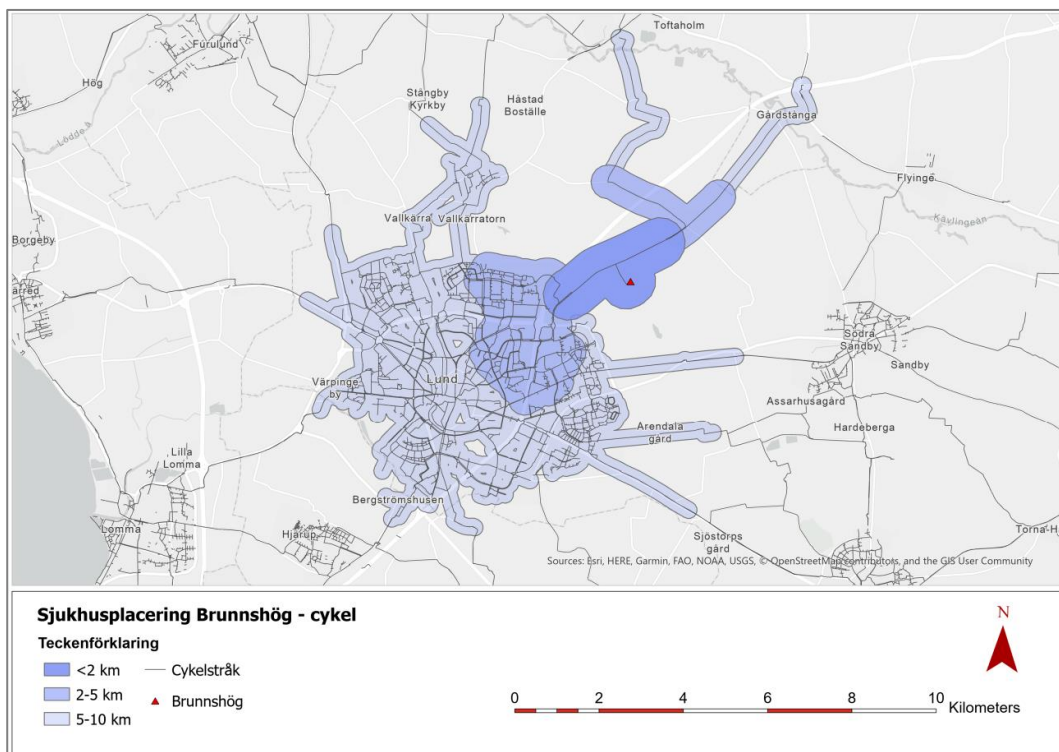 Toftaholm
Furulund
Hög
Stångby
Kyrkby
Håstad
Boställe
Lödde å
Gårdstånga
Flyinge
Kävlingeån
Vallkärra
Vallkärratorn
Borgeby
ärred
Södra
Sandby
Sandby
Lund
Värpinge
by
Assarhusagård
Arendala
gård
Hardeberga
Lilla
Lomma
Bergströmshusen
Lomma
Hjärup
Sjöstorps
gård
Torna-H
Sources: Esri, HERE, Garmin, FAO, NOAA, USGS, © OpenStreetMap contributors, and the GIS User Community
Sjukhusplacering Brunnshög - cykel
Teckenförklaring
<2 km Cykelstråk
2-5 km Brunnshög
5-10 km
N
0 2 4 6 8 10
Kilometers